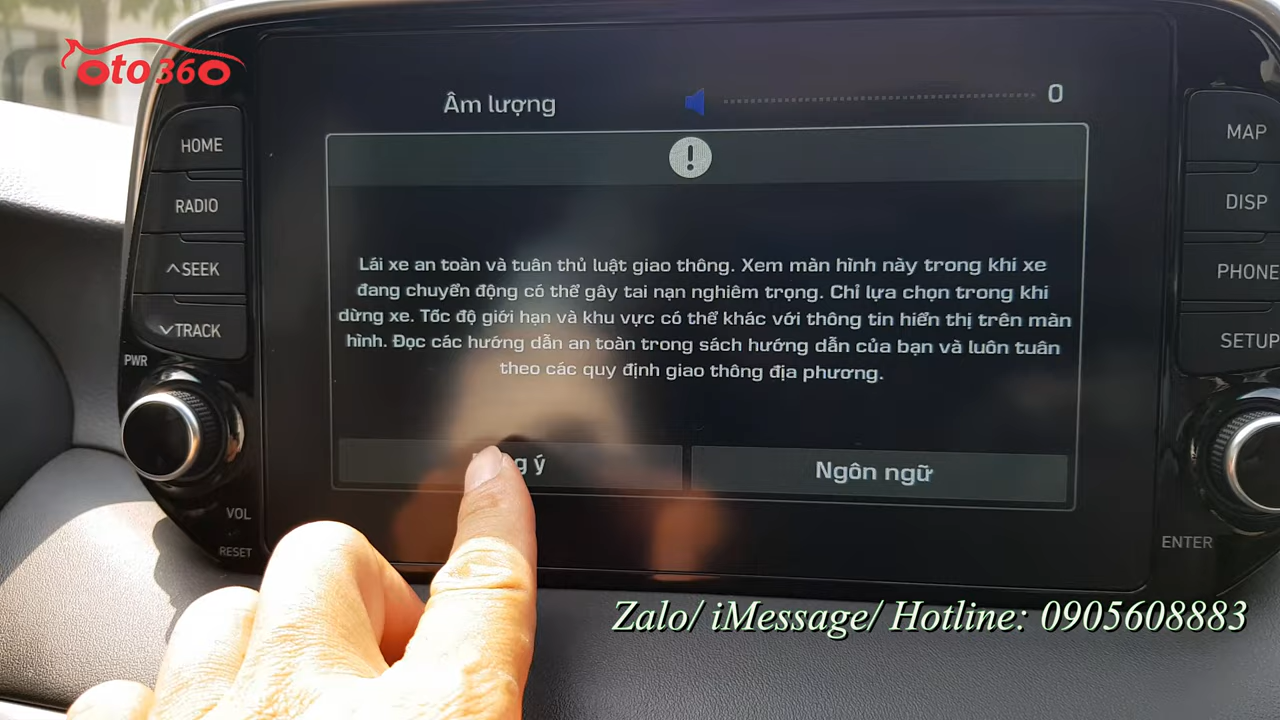 oto360
Âm lượng 0
HOME
RADIO
SEEK
TRACK
PWR
VOL
RESET
!
Lái xe an toàn và tuân thủ luật giao thông. Xem màn hình này trong khi xe
đang chuyển động có thể gây tai nạn nghiêm trọng. Chỉ lựa chọn trong khi
dừng xe. Tốc độ giới hạn và khu vực có thể khác với thông tin hiển thị trên màn
hình. Đọc các hướng dẫn an toàn trong sách hướng dẫn của bạn và luôn tuân
theo các quy định giao thông địa phương.
ý
Ngôn ngữ
MAP
DISP
PHONE
SETUP
ENTER
Zalo/ iMessage/ Hotline: 0905608883